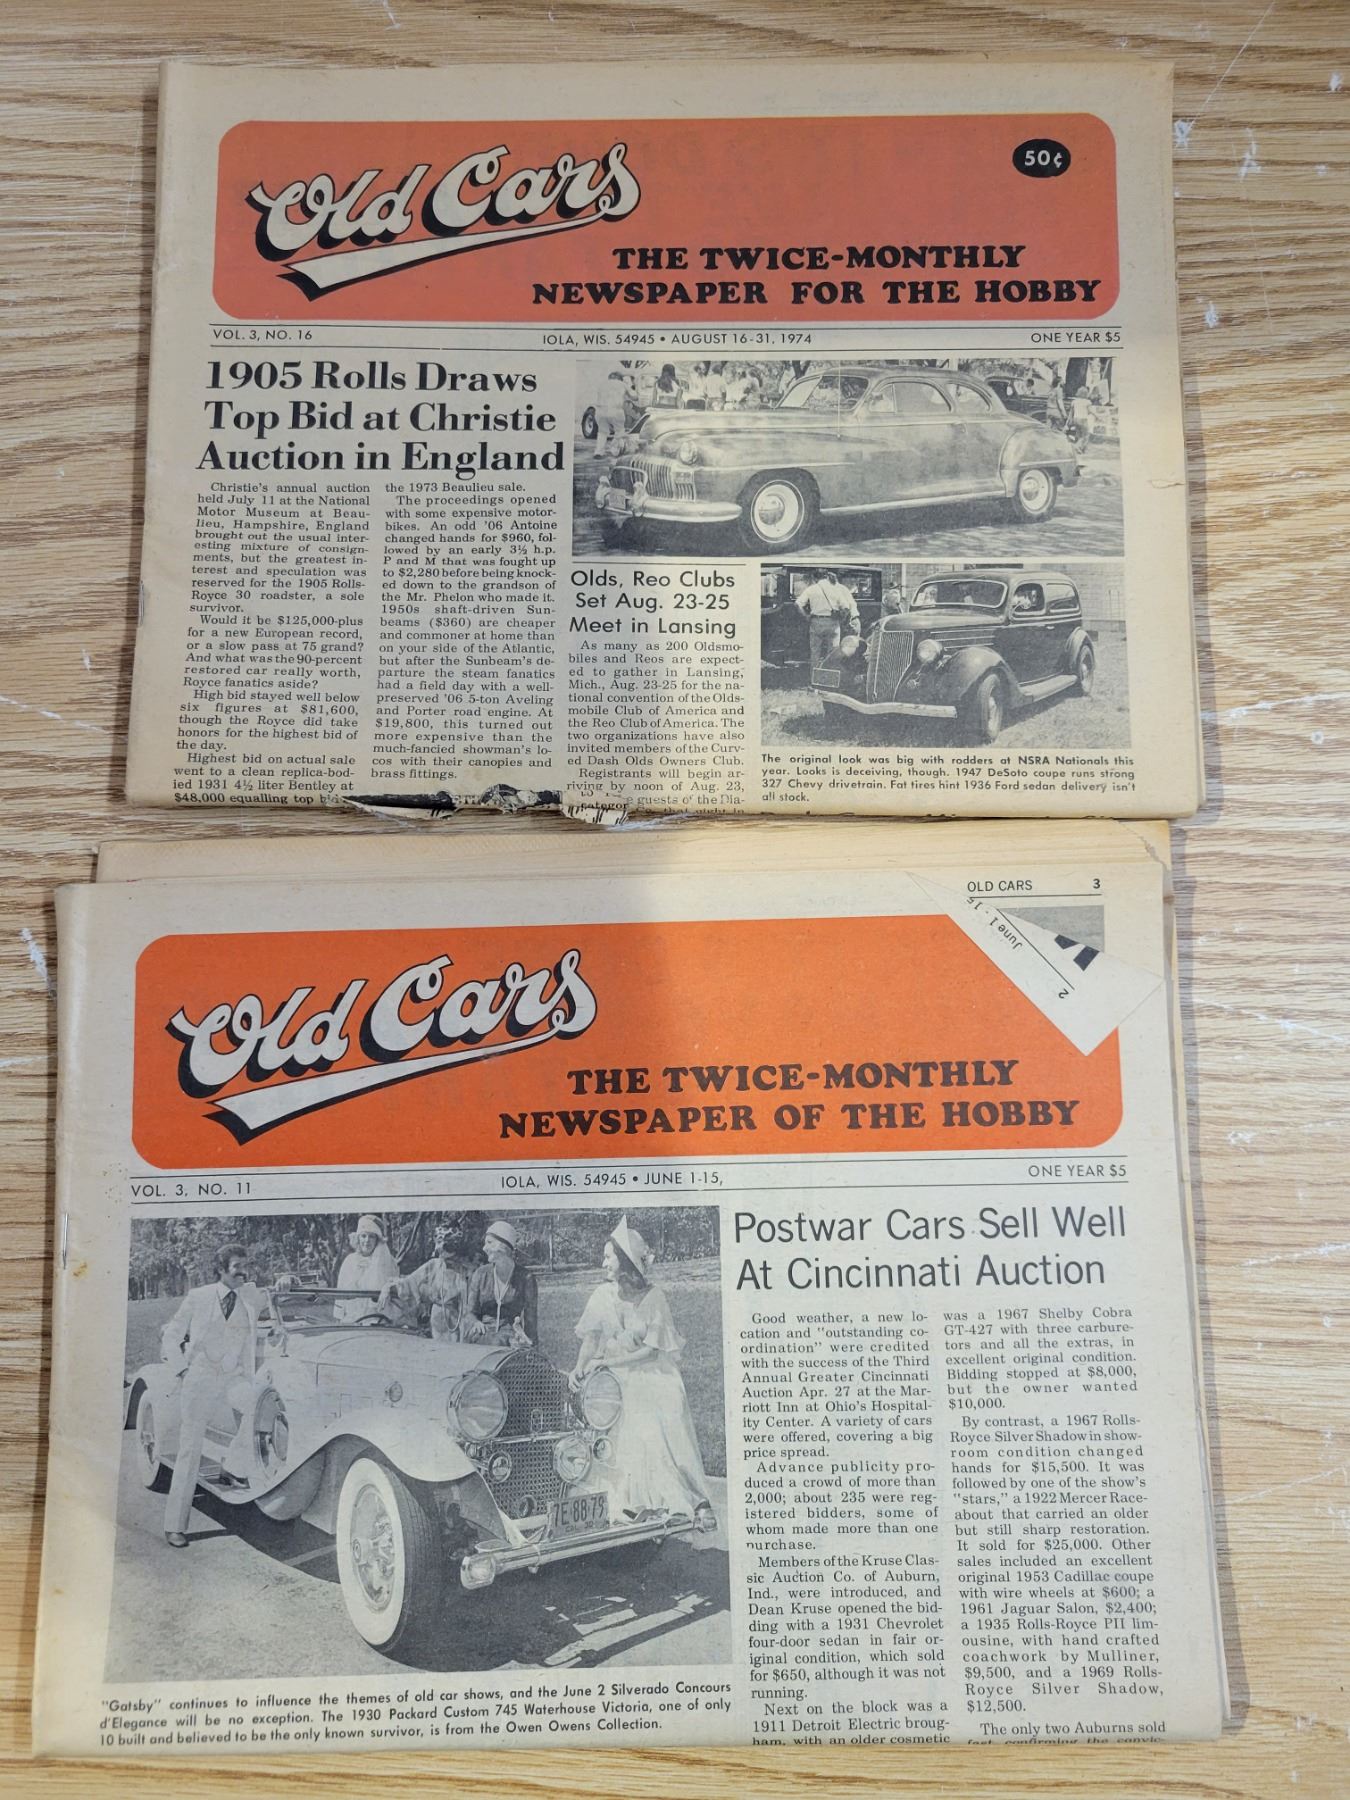 Old Cars
50¢
THE TWICE-MONTHLY
NEWSPAPER FOR THE HOBBY
VOL. 3, NO. 16
IOLA, WIS. 54945 • AUGUST 16-31, 1974
ONE YEAR $5
1905 Rolls Draws
Top Bid at Christie
Auction in England
Christie's annual auction
held July 11 at the National
Motor Museum at Beau-
lieu, Hampshire, England
brought out the usual inter-
esting mixture of consign-
ments, but the greatest in-
terest and speculation was
reserved for the 1905 Rolls-
Royce 30 roadster, a sole
survivor.
Would it be $125,000-plus
for a new European record,
or a slow pass at 75 grand?
And what was the 90-percent
restored car really worth,
Royce fanatics aside?
High bid stayed well below
six figures at $81,600,
though the Royce did take
honors for the highest bid of
the day.
Highest bid on actual sale
went to a clean replica-bod-
ied 1931 4½ liter Bentley at
$48,000 equalling top bid
the 1973 Beaulieu sale.
The proceedings opened
with some expensive motor-
bikes. An odd '06 Antoine
changed hands for $960, fol-
lowed by an early 3½ h.p.
P and M that was fought up
to $2,280 before being knock-
ed down to the grandson of
the Mr. Phelon who made it.
1950s shaft-driven Sun-
beams ($360) are cheaper
and commoner at home than
on your side of the Atlantic,
but after the Sunbeam's de-
parture the steam fanatics
had a field day with a well-
preserved '06 5-ton Aveling
and Porter road engine. At
$19,800, this turned out
more expensive than the
much-fancied showman's lo-
cos with their canopies and
brass fittings.
Olds, Reo Clubs
Set Aug. 23-25
Meet in Lansing
As many as 200 Oldsmo-
biles and Reos are expect-
ed to gather in Lansing,
Mich., Aug. 23-25 for the na-
tional convention of the Olds-
mobile Club of America and
the Reo Club of America. The
two organizations have also
invited members of the Curv-
ed Dash Olds Owners Club.
Registrants will begin ar-
riving by noon of Aug. 23,
guests of the Dia-
that night in
The original look was big with rodders at NSRA Nationals this
year. Looks is deceiving, though. 1947 DeSoto coupe runs strong
327 Chevy drivetrain. Fat tires hint 1936 Ford sedan delivery isn't
all stock.
OLD CARS 3
June 1-15
2
Old Cars
THE TWICE-MONTHLY
NEWSPAPER OF THE HOBBY
VOL. 3, NO. 11
IOLA, WIS. 54945 • JUNE 1-15,
ONE YEAR $5
7E-88-79
CAL 30
"Gatsby" continues to influence the themes of old car shows, and the June 2 Silverado Concours
d'Elegance will be no exception. The 1930 Packard Custom 745 Waterhouse Victoria, one of only
10 built and believed to be the only known survivor, is from the Owen Owens Collection.
Postwar Cars Sell Well
At Cincinnati Auction
Good weather, a new lo-
cation and "outstanding co-
ordination" were credited
with the success of the Third
Annual Greater Cincinnati
Auction Apr. 27 at the Mar-
riott Inn at Ohio's Hospital-
ity Center. A variety of cars
were offered, covering a big
price spread.
Advance publicity pro-
duced a crowd of more than
2,000; about 235 were reg-
istered bidders, some of
whom made more than one
purchase.
Members of the Kruse Clas-
sic Auction Co. of Auburn,
Ind., were introduced, and
Dean Kruse opened the bid-
ding with a 1931 Chevrolet
four-door sedan in fair or-
iginal condition, which sold
for $650, although it was not
running.
Next on the block was a
1911 Detroit Electric broug-
ham, with an older cosmetic
was a 1967 Shelby Cobra
GT-427 with three carbure-
tors and all the extras, in
excellent original condition.
Bidding stopped at $8,000,
but the owner wanted
$10,000.
By contrast, a 1967 Rolls-
Royce Silver Shadow in show-
room condition changed
hands for $15,500. It was
followed by one of the show's
"stars," a 1922 Mercer Race-
about that carried an older
but still sharp restoration.
It sold for $25,000. Other
sales included an excellent
original 1953 Cadillac coupe
with wire wheels at $600; a
1961 Jaguar Salon, $2,400;
a 1935 Rolls-Royce PII lim-
ousine, with hand crafted
coachwork by Mulliner,
$9,500, and a 1969 Rolls-
Royce Silver Shadow,
$12,500.
The only two Auburns sold